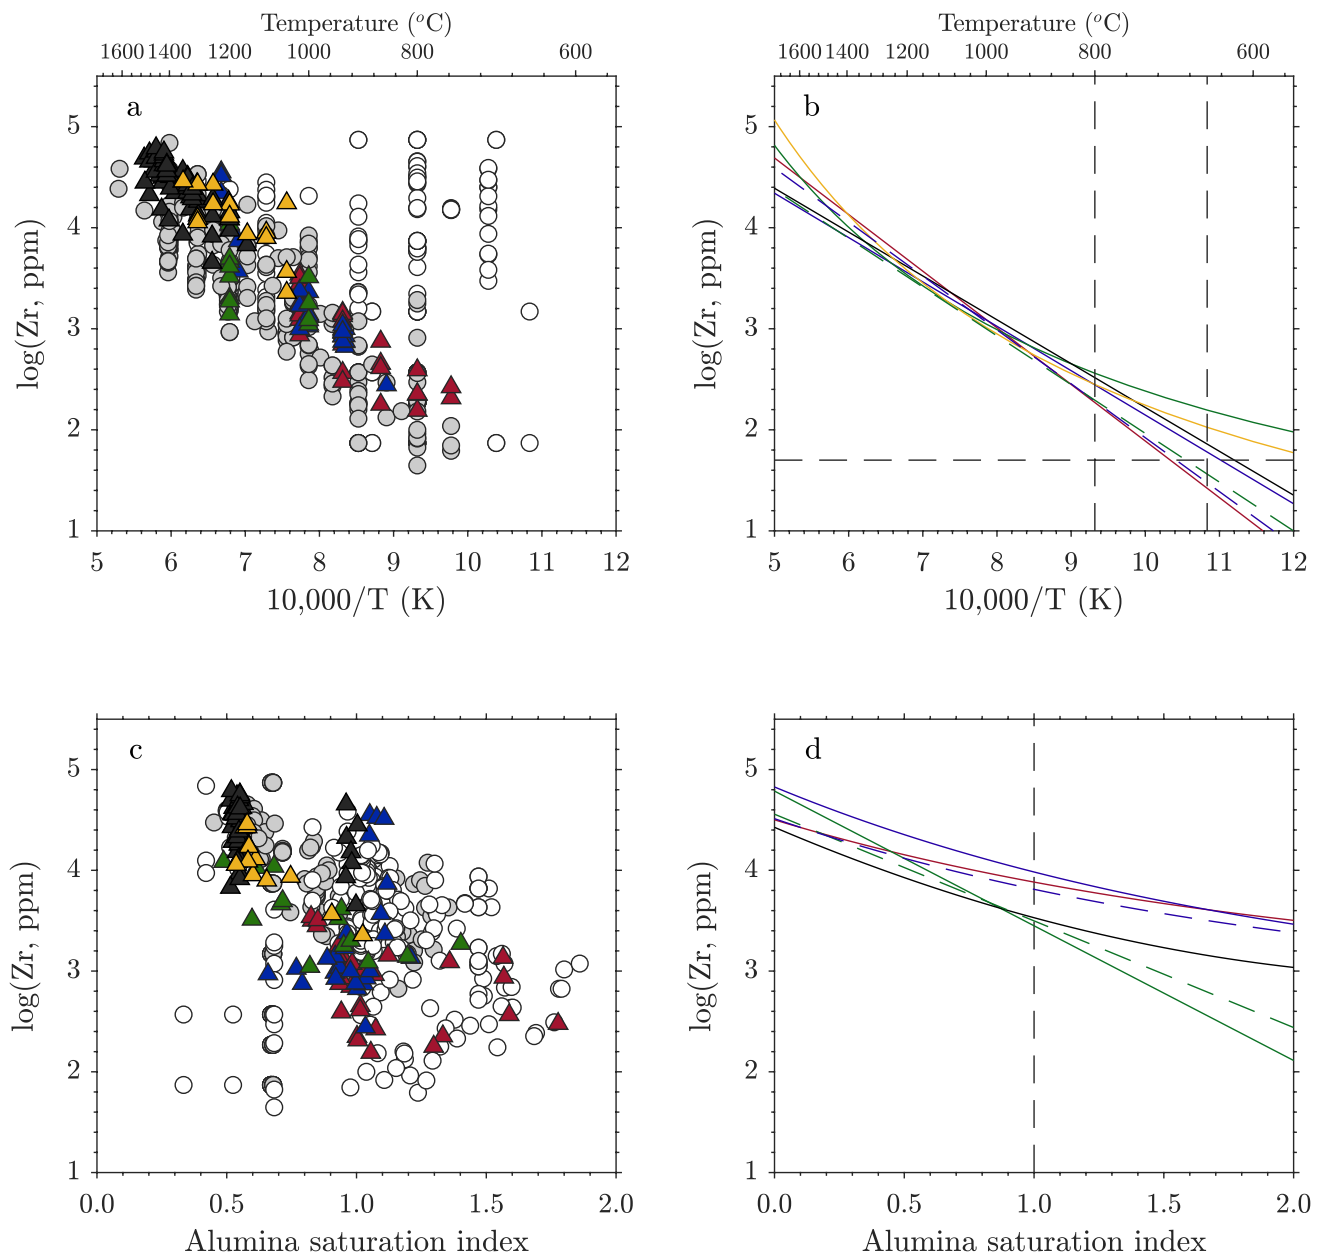 Temperature (°C)
1600 1400 1200 1000 800 600
a
5
4
3
2
1
log(Zr, ppm)
5 6 7 8 9 10 11 12
10,000/T (K)
Temperature (°C)
1600 1400 1200 1000 800 600
b
5
4
3
2
1
log(Zr, ppm)
5 6 7 8 9 10 11 12
10,000/T (K)
c
5
4
3
2
1
log(Zr, ppm)
0.0 0.5 1.0 1.5 2.0
Alumina saturation index
d
5
4
3
2
1
log(Zr, ppm)
0.0 0.5 1.0 1.5 2.0
Alumina saturation index